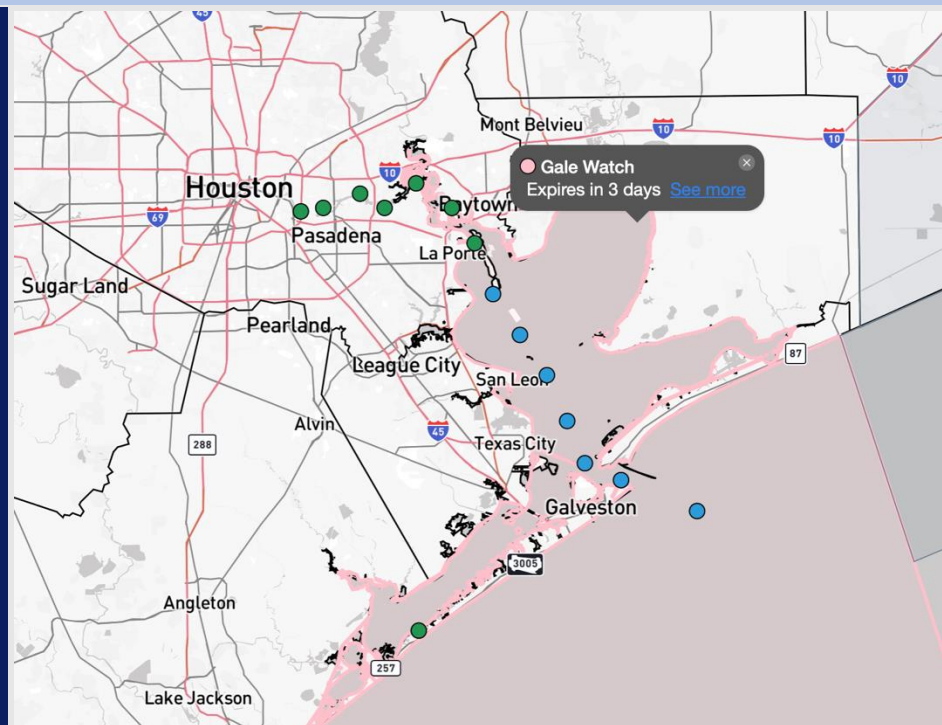 45
10
Mont Belvieu
10
10
Gale Watch
Expires in 3 days See more
10
Houston
Baytown
69
Pasadena
La Porte
Sugar Land
Pearland
87
League City
San Leon
Alvin
45
288
Texas City
Galveston
3005
Angleton
257
Lake Jackson